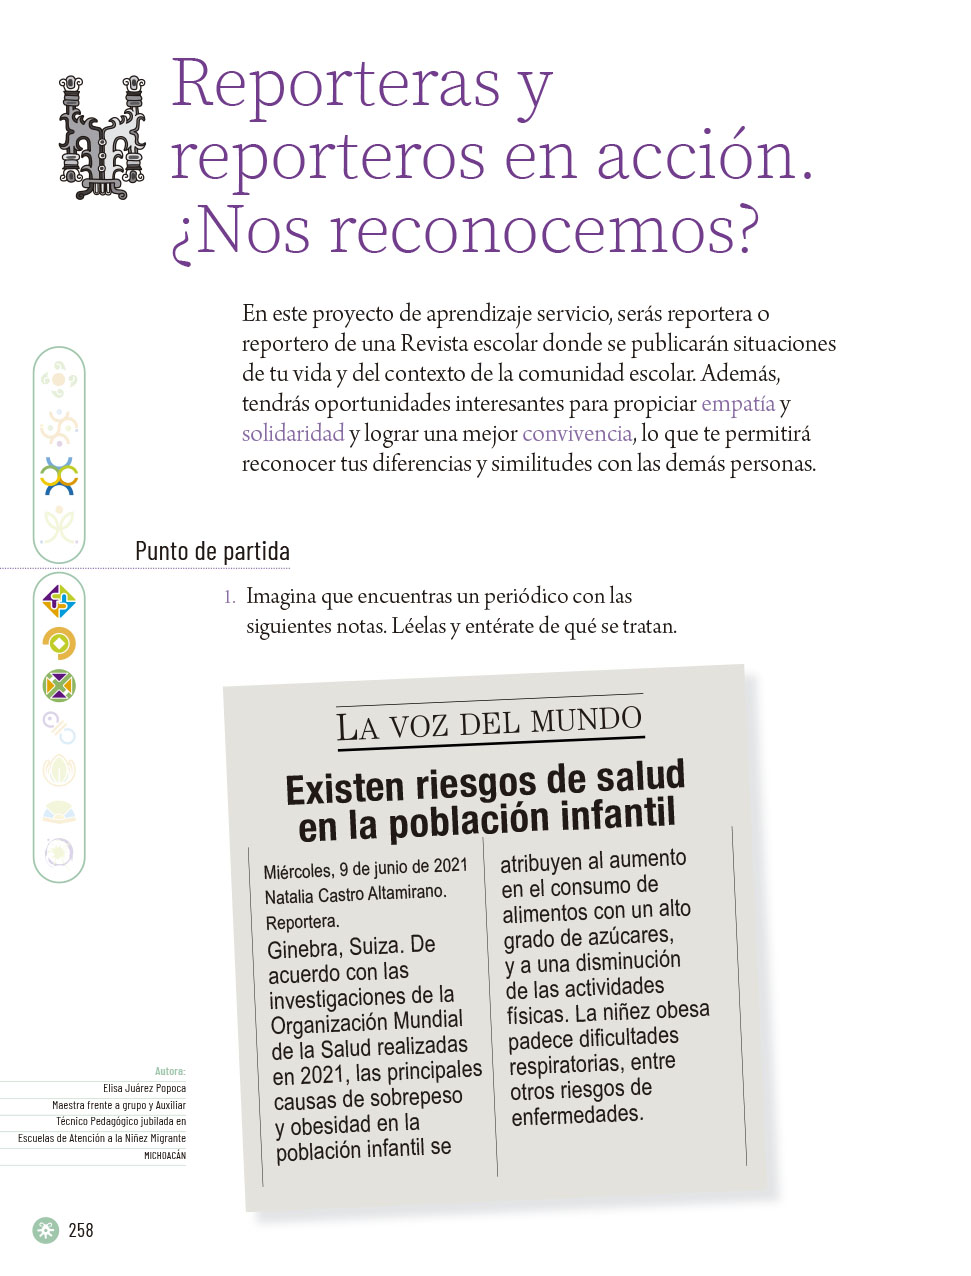 Reporteras y
reporteros en acción.
¿Nos reconocemos?
En este proyecto de aprendizaje servicio, serás reportera o
reportero de una Revista escolar donde se publicarán situaciones
de tu vida y del contexto de la comunidad escolar. Además,
tendrás oportunidades interesantes para propiciar empatía y
solidaridad y lograr una mejor convivencia, lo que te permitirá
reconocer tus diferencias y similitudes con las demás personas.
Punto de partida
1. Imagina que encuentras un periódico con las
siguientes notas. Léelas y entérate de qué se tratan.
LA VOZ DEL MUNDO
Existen riesgos de salud
en la población infantil
Miércoles, 9 de junio de 2021
Natalia Castro Altamirano.
Reportera.
Ginebra, Suiza. De
acuerdo con las
investigaciones de la
Organización Mundial
de la Salud realizadas
en 2021, las principales
causas de sobrepeso
y obesidad en la
población infantil se
atribuyen al aumento
en el consumo de
alimentos con un alto
grado de azúcares,
y a una disminución
de las actividades
físicas. La niñez obesa
padece dificultades
respiratorias, entre
otros riesgos de
enfermedades.
Autora:
Elisa Juárez Popoca
Maestra frente a grupo y Auxiliar
Técnico Pedagógico jubilada en
Escuelas de Atención a la Niñez Migrante
MICHOACÁN
258